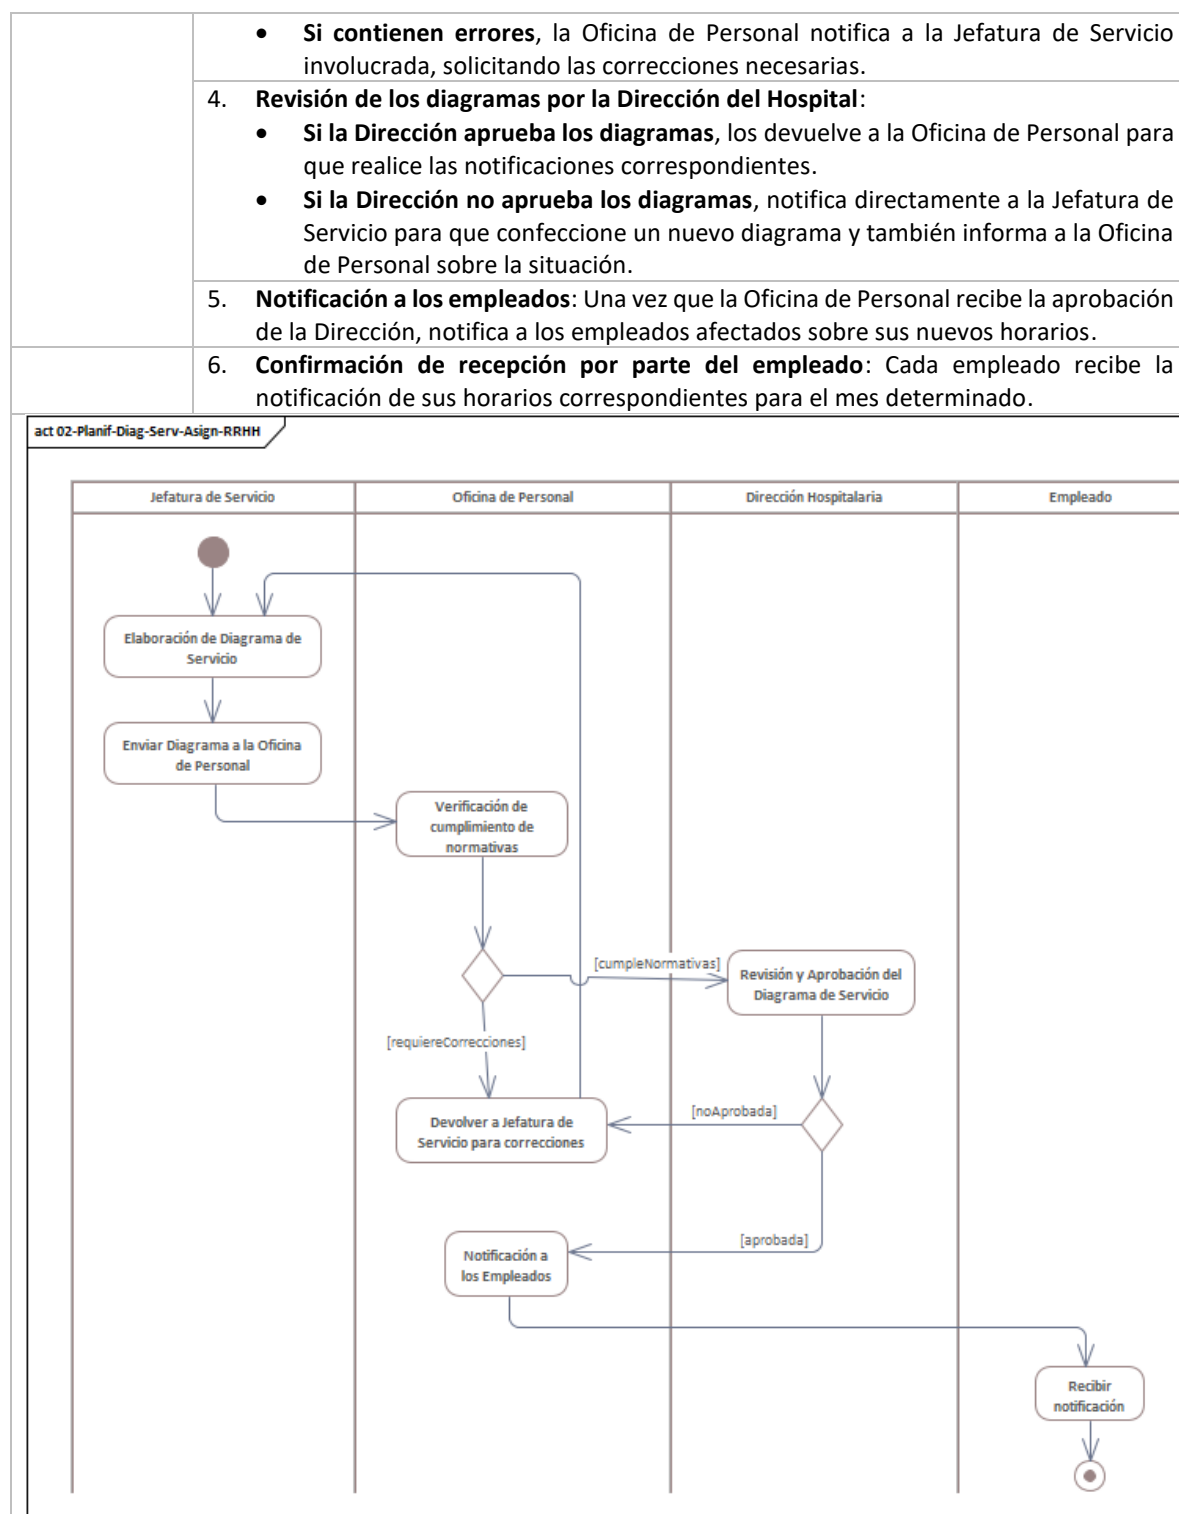 • Si contienen errores, la Oficina de Personal notifica a la Jefatura de Servicio
involucrada, solicitando las correcciones necesarias.
4. Revisión de los diagramas por la Dirección del Hospital:
• Si la Dirección aprueba los diagramas, los devuelve a la Oficina de Personal para
que realice las notificaciones correspondientes.
• Si la Dirección no aprueba los diagramas, notifica directamente a la Jefatura de
Servicio para que confeccione un nuevo diagrama y también informa a la Oficina
de Personal sobre la situación.
5. Notificación a los empleados: Una vez que la Oficina de Personal recibe la aprobación
de la Dirección, notifica a los empleados afectados sobre sus nuevos horarios.
6. Confirmación de recepción por parte del empleado: Cada empleado recibe la
notificación de sus horarios correspondientes para el mes determinado.
act 02-Planif-Diag-Serv-Asign-RRHH
Jefatura de Servicio
Oficina de Personal
Dirección Hospitalaria
Empleado
Elaboración de Diagrama de
Servicio
Enviar Diagrama a la Oficina
de Personal
Verificación de
cumplimiento de
normativas
[cumpleNormativas]
Revisión y Aprobación del
Diagrama de Servicio
[requiereCorrecciones]
Devolver a Jefatura de
Servicio para correcciones
[noAprobada]
[aprobada]
Notificación a
los Empleados
Recibir
notificación